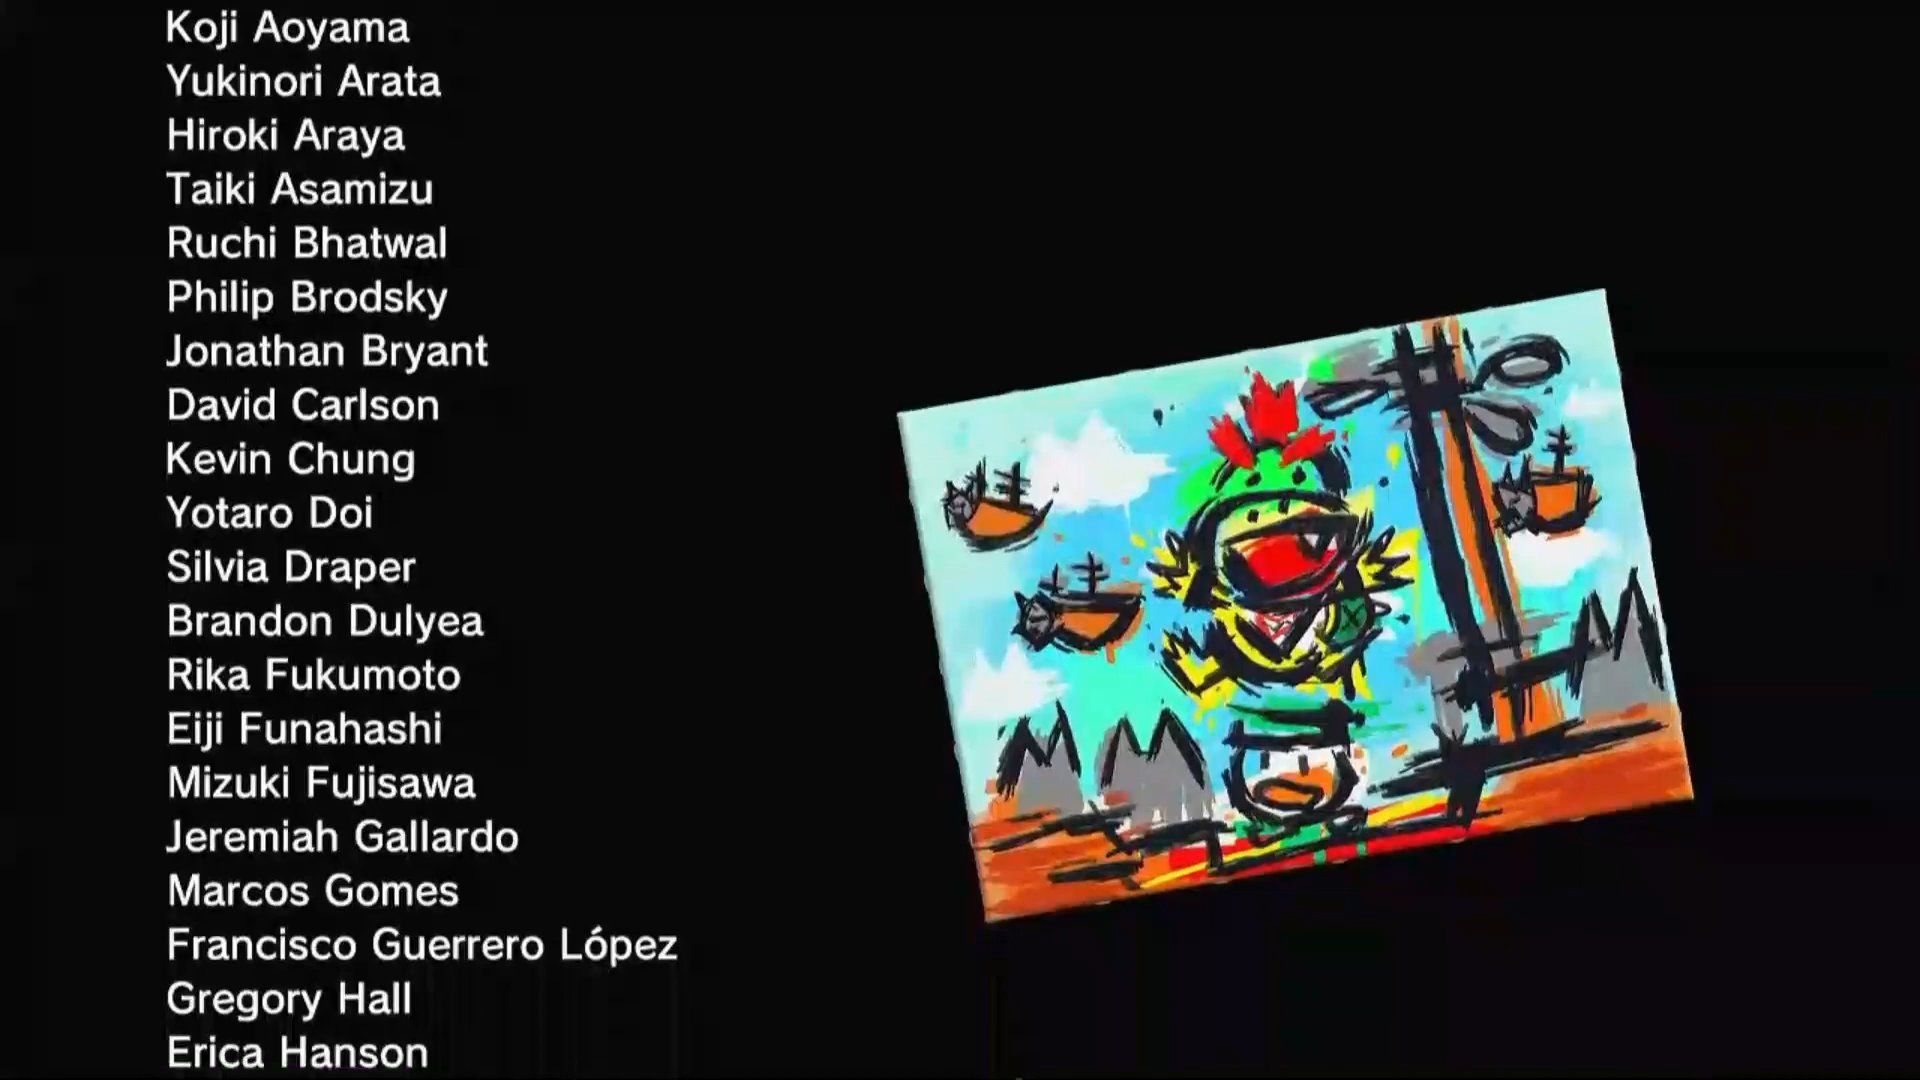 Koji Aoyama
Yukinori Arata
Hiroki Araya
Taiki Asamizu
Ruchi Bhatwal
Philip Brodsky
Jonathan Bryant
David Carlson
Kevin Chung
Yotaro Doi
Silvia Draper
Brandon Dulyea
Rika Fukumoto
Eiji Funahashi
Mizuki Fujisawa
Jeremiah Gallardo
Marcos Gomes
Francisco Guerrero López
Gregory Hall
Erica Hanson